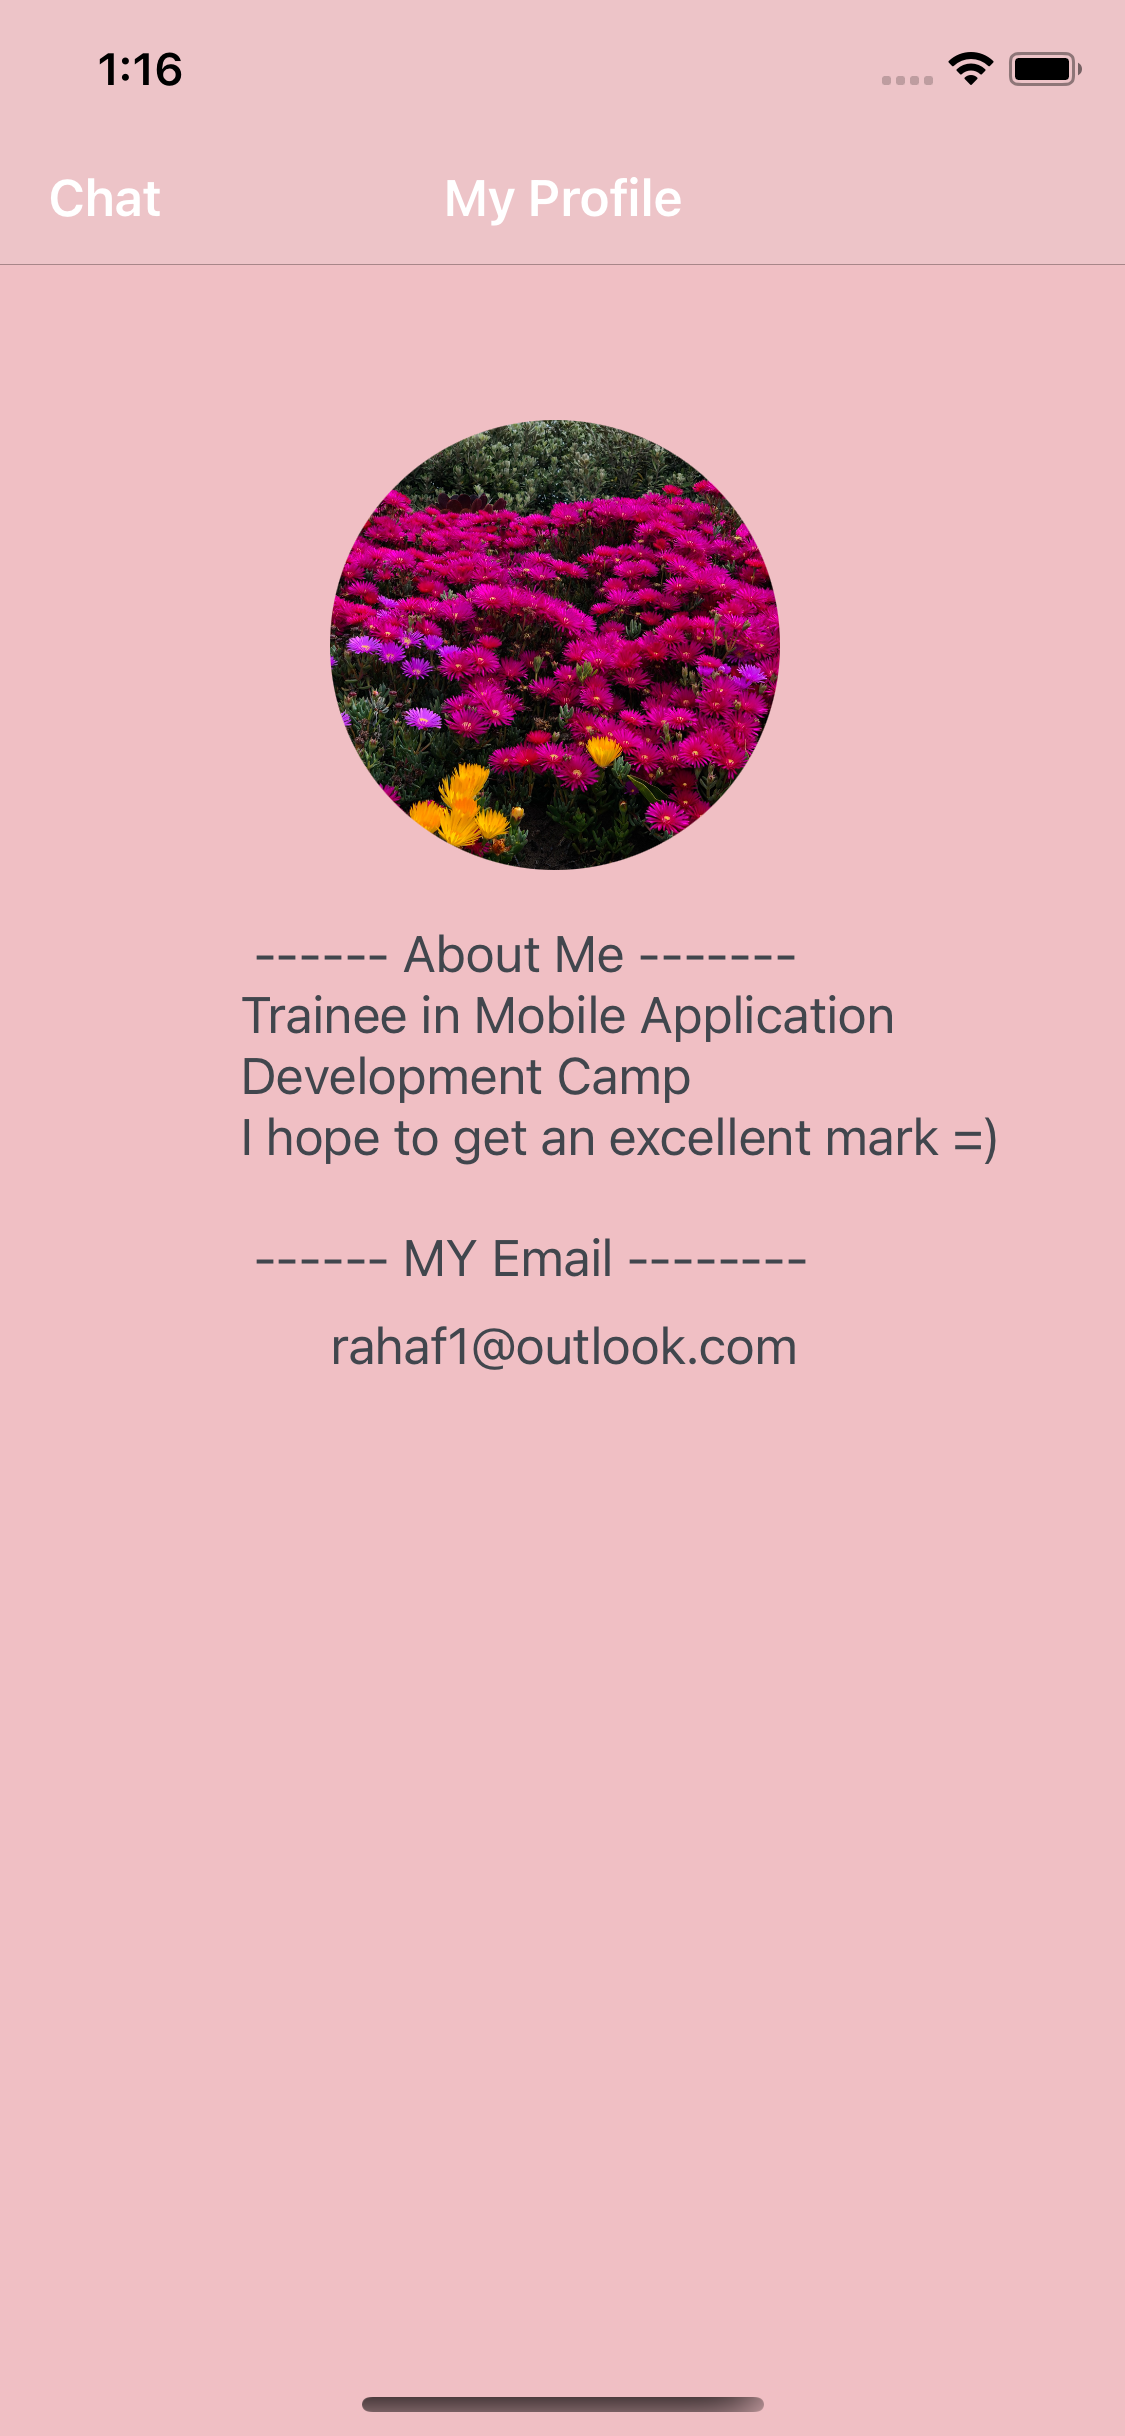 1:16
Chat
My Profile
------ About Me -------
Trainee in Mobile Application
Development Camp
I hope to get an excellent mark =)
------ MY Email --------
rahaf1@outlook.com